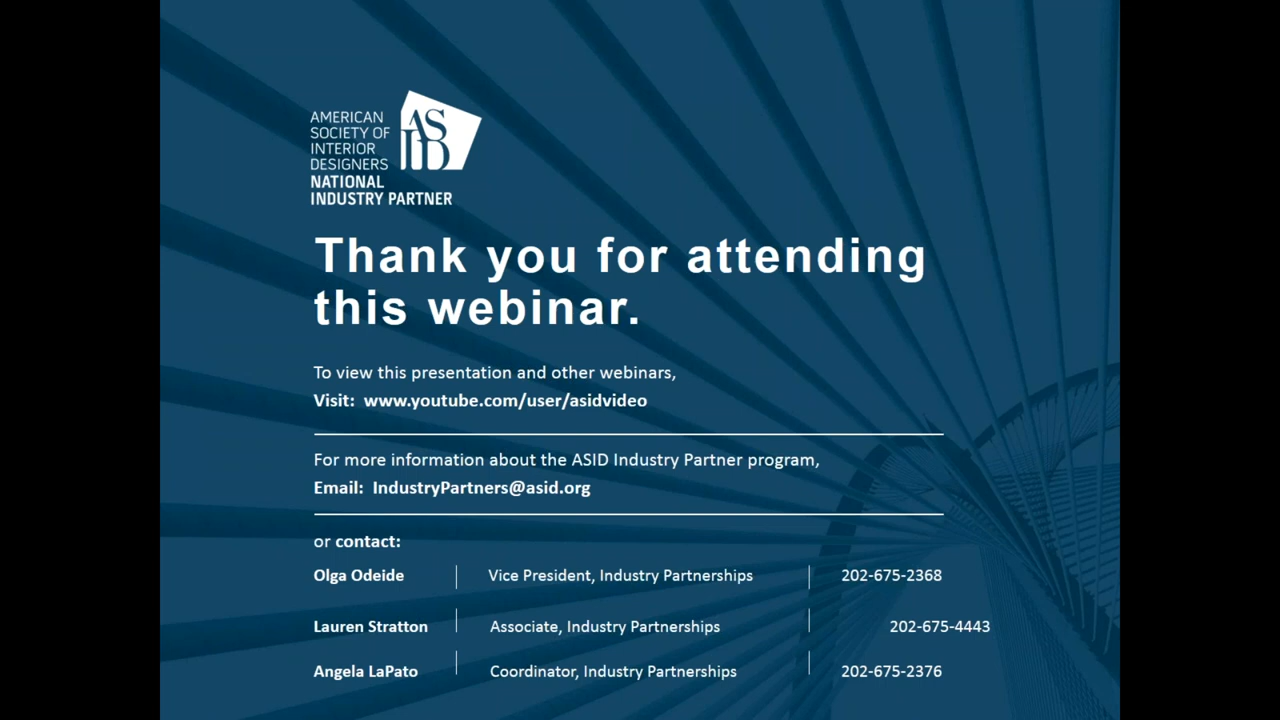 AMERICAN
SOCIETY OF
INTERIOR
DESIGNERS
AS
ID
NATIONAL
INDUSTRY PARTNER
Thank you for attending
this webinar.
To view this presentation and other webinars,
Visit: www.youtube.com/user/asidvideo
For more information about the ASID Industry Partner program,
Email: IndustryPartners@asid.org
or contact:
Olga Odeide | Vice President, Industry Partnerships | 202-675-2368
Lauren Stratton | Associate, Industry Partnerships | 202-675-4443
Angela LaPato | Coordinator, Industry Partnerships | 202-675-2376